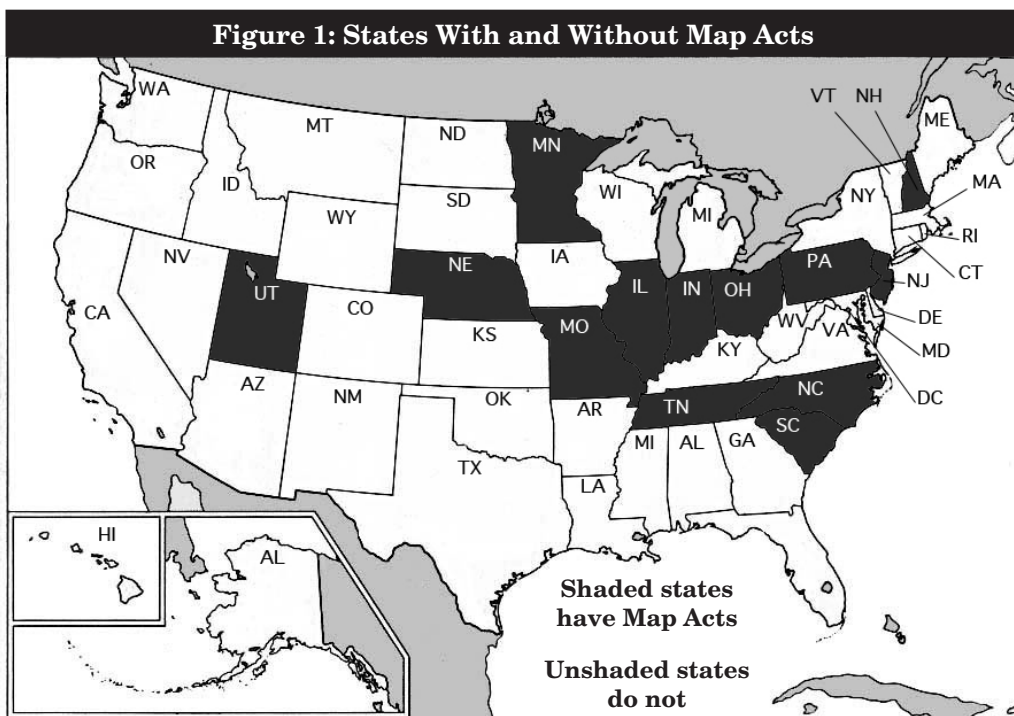 Figure 1: States With and Without Map Acts
WA
MT
ND
MN
VT NH
ME
OR
ID
WY
SD
WI
MI
NY
MA
RI
CT
NV
UT
NE
IA
IL
IN
OH
PA
NJ
CA
CO
KS
MO
KY
WV
VA
DE
MD
DC
AZ
NM
OK
AR
TN
NC
SC
TX
LA
MI
AL
GA
HI
AL
Shaded states
have Map Acts
Unshaded states
do not